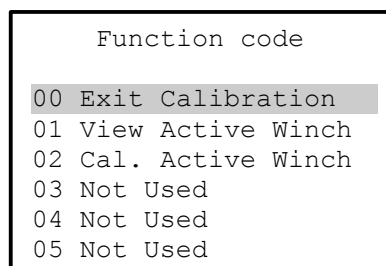 Function code
00 Exit Calibration
01 View Active Winch
02 Cal. Active Winch
03 Not Used
04 Not Used
05 Not Used